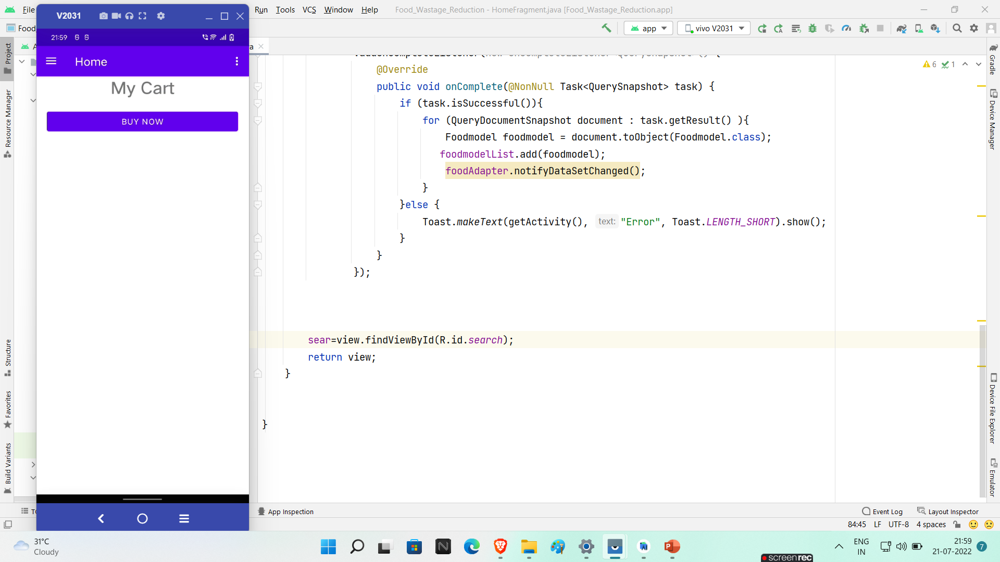 File
Run Tools VCS Window Help
Food_Wastage_Reduction - HomeFragment.java [Food_Wastage_Reduction.app]
V2031
Food
app
vivo V2031
21:59
Home
My Cart
BUY NOW
Project
Resource Manager
Structure
Favorites
Build Variants
Gradle
Device Manager
Device File Explorer
Emulator
6 1
@Override
public void onComplete(@NonNull Task<QuerySnapshot> task) {
if (task.isSuccessful()){
for (QueryDocumentSnapshot document : task.getResult() ){
Foodmodel foodmodel = document.toObject(Foodmodel.class);
foodmodelList.add(foodmodel);
foodAdapter.notifyDataSetChanged();
}
}else {
Toast.makeText(getActivity(), text: "Error", Toast.LENGTH_SHORT).show();
}
}
});
sear=view.findViewById(R.id.search);
return view;
}
}
App Inspection
Event Log
Layout Inspector
84:45 LF UTF-8 4 spaces
31°C
Cloudy
ENG
IN
21:59
21-07-2022
7
screenrec